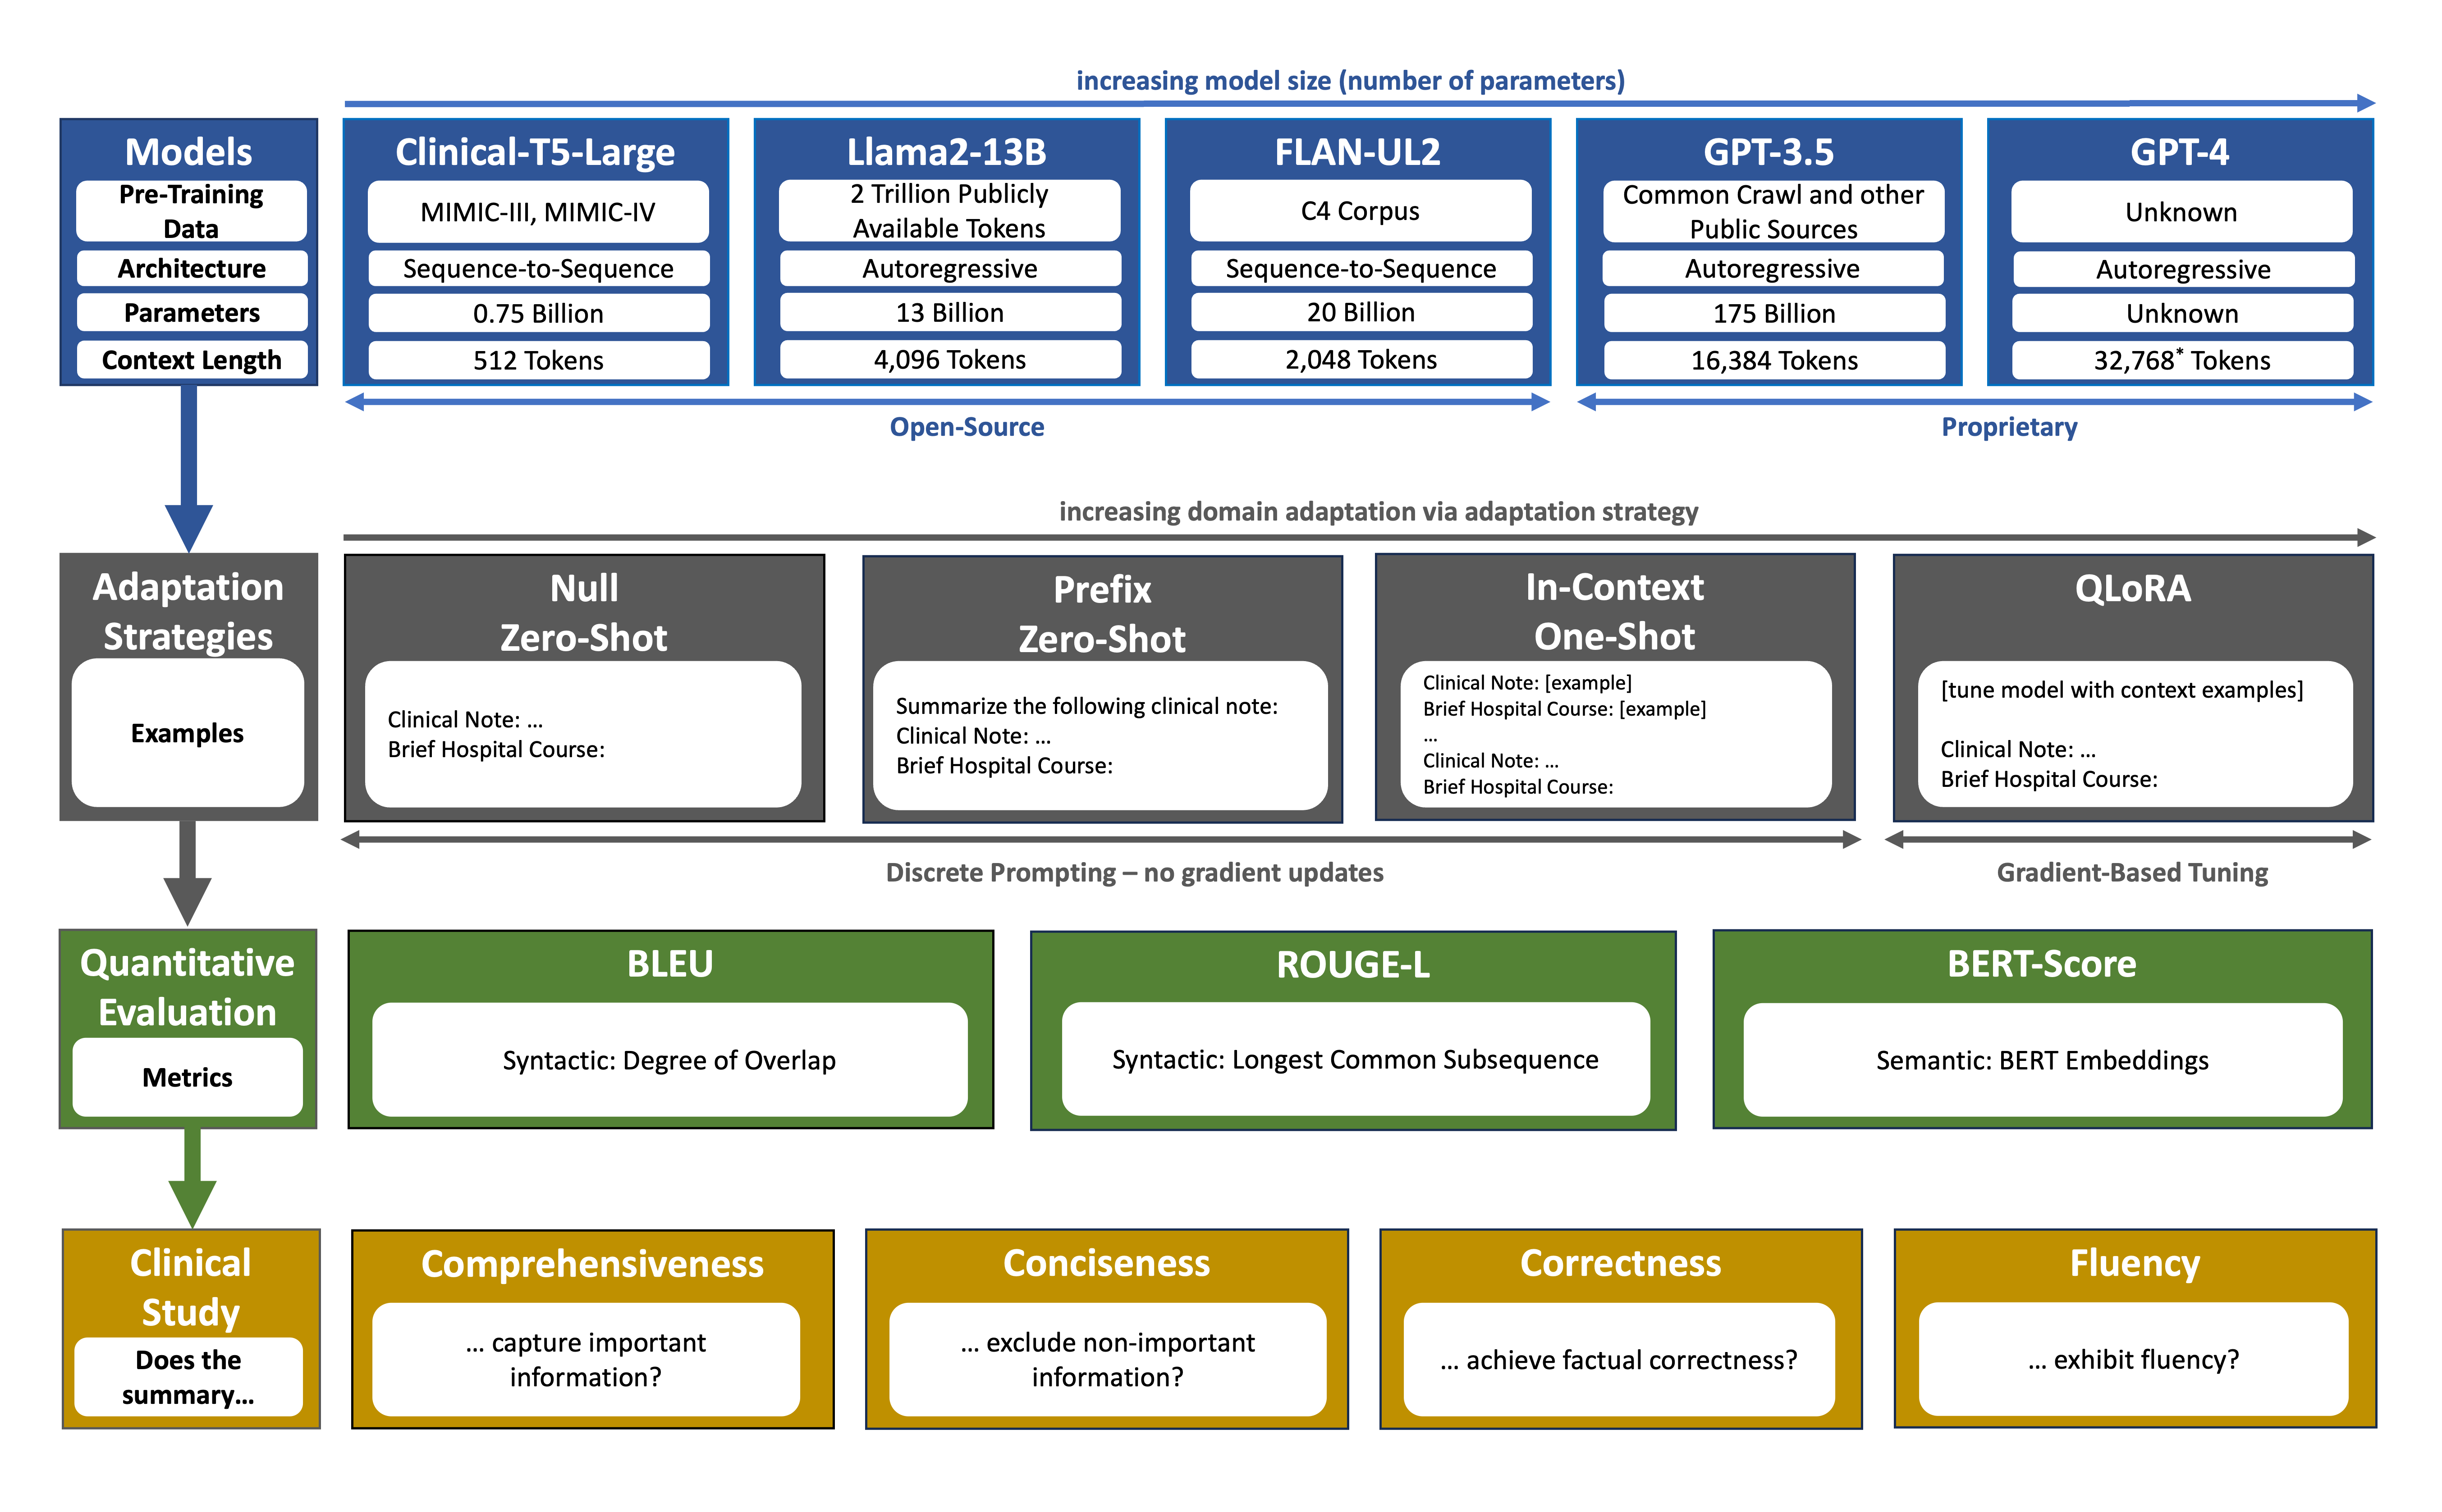 increasing model size (number of parameters)
Models
Pre-Training
Data
Architecture
Parameters
Context Length
Clinical-T5-Large
MIMIC-III, MIMIC-IV
Sequence-to-Sequence
0.75 Billion
512 Tokens
Llama2-13B
2 Trillion Publicly
Available Tokens
Autoregressive
13 Billion
4,096 Tokens
FLAN-UL2
C4 Corpus
Sequence-to-Sequence
20 Billion
2,048 Tokens
GPT-3.5
Common Crawl and other
Public Sources
Autoregressive
175 Billion
16,384 Tokens
GPT-4
Unknown
Autoregressive
Unknown
32,768* Tokens
Open-Source
Proprietary
increasing domain adaptation via adaptation strategy
Adaptation
Strategies
Examples
Null
Zero-Shot
Clinical Note: ...
Brief Hospital Course:
Prefix
Zero-Shot
Summarize the following clinical note:
Clinical Note: ...
Brief Hospital Course:
In-Context
One-Shot
Clinical Note: [example]
Brief Hospital Course: [example]
...
Clinical Note: ...
Brief Hospital Course:
QLoRA
[tune model with context examples]
Clinical Note: ...
Brief Hospital Course:
Discrete Prompting – no gradient updates
Gradient-Based Tuning
Quantitative
Evaluation
Metrics
BLEU
Syntactic: Degree of Overlap
ROUGE-L
Syntactic: Longest Common Subsequence
BERT-Score
Semantic: BERT Embeddings
Clinical
Study
Does the
summary...
Comprehensiveness
... capture important
information?
Conciseness
... exclude non-important
information?
Correctness
... achieve factual correctness?
Fluency
... exhibit fluency?